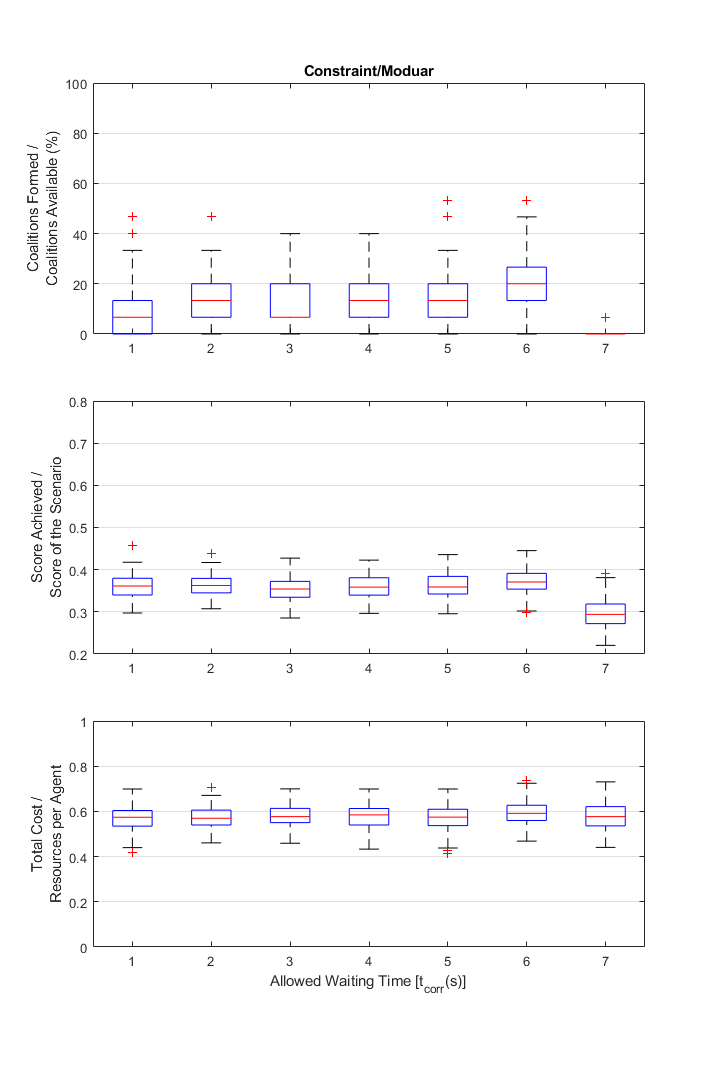 Constraint/Moduar
100
80
60
40
20
0
Coalitions Formed /
Coalitions Available (%)
1 2 3 4 5 6 7
0.8
0.7
0.6
0.5
0.4
0.3
0.2
Score Achieved /
Score of the Scenario
1 2 3 4 5 6 7
1
0.8
0.6
0.4
0.2
0
Total Cost /
Resources per Agent
1 2 3 4 5 6 7
Allowed Waiting Time [tcorr(s)]